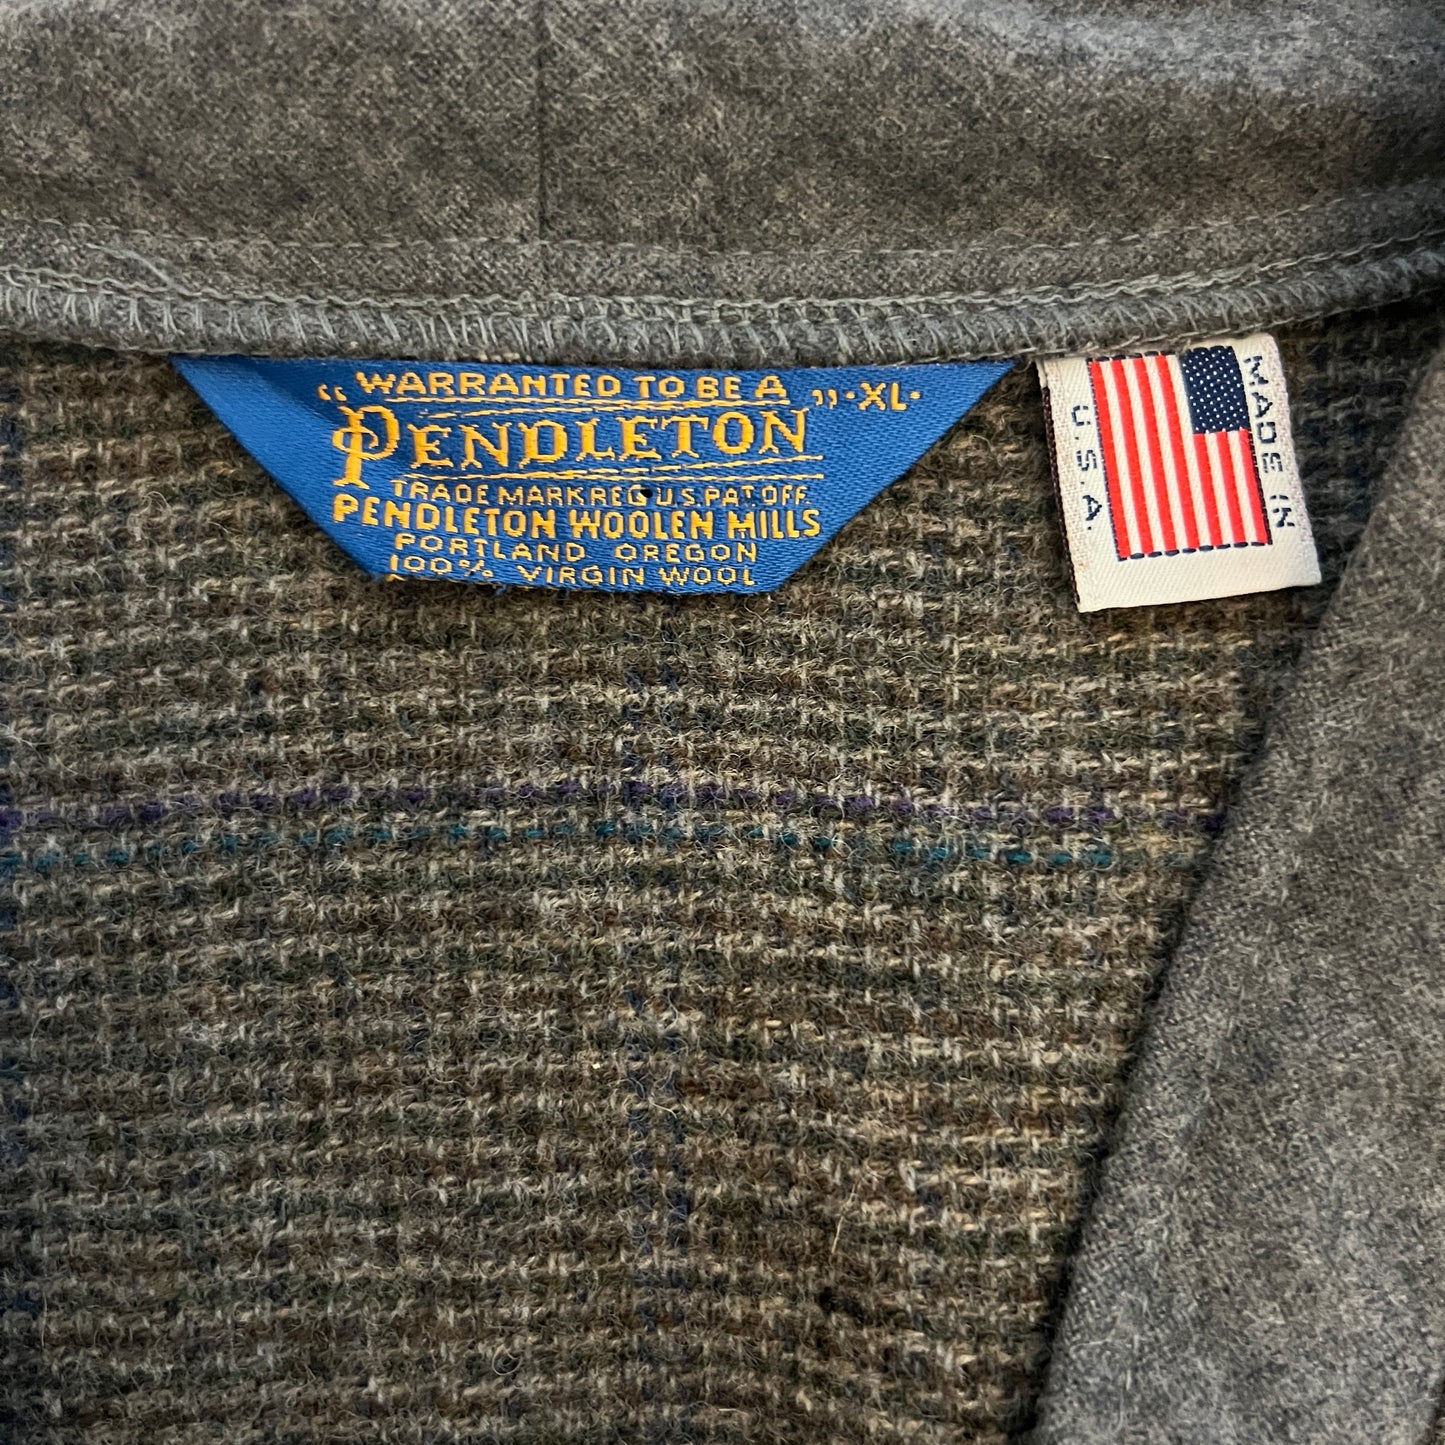 "WARRANTED TO BE A
PENDLETON" ·XL·
TRADE MARK REG U.S. PAT. OFF.
PENDLETON WOOLEN MILLS
PORTLAND OREGON
100% VIRGIN WOOL
MADE IN
U.S.A.